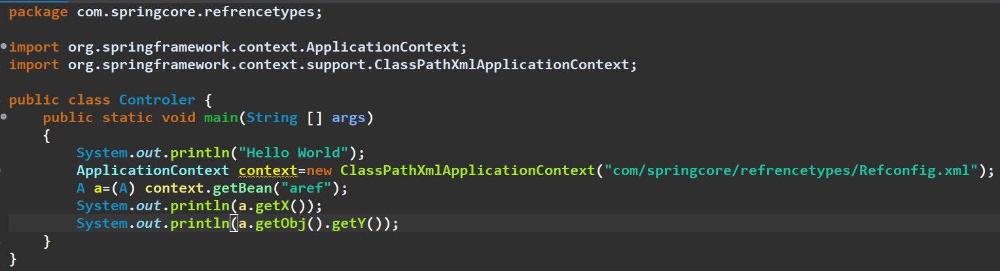 package com.springcore.refrencetypes;
import org.springframework.context.ApplicationContext;
import org.springframework.context.support.ClassPathXmlApplicationContext;
public class Controler {
public static void main(String [] args)
{
System.out.println("Hello World");
ApplicationContext context=new ClassPathXmlApplicationContext("com/springcore/refrencetypes/Refconfig.xml");
A a=(A) context.getBean("aref");
System.out.println(a.getX());
System.out.println(a.getObj().getY());
}
}